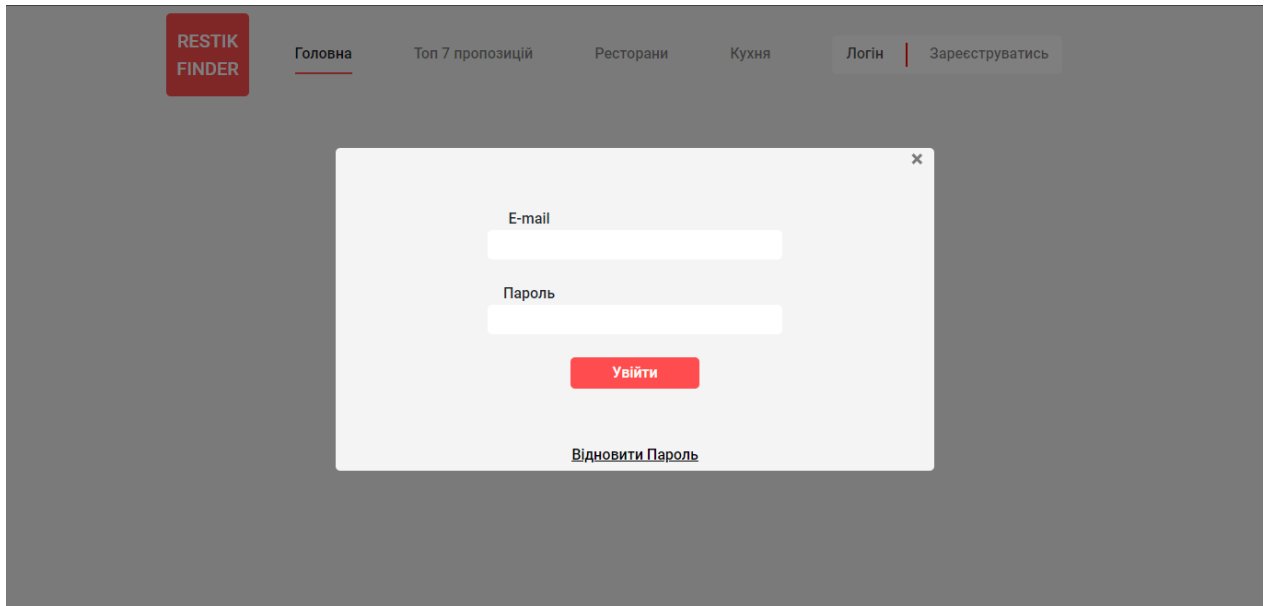 RESTIK
FINDER
Головна
Топ 7 пропозицій
Ресторани
Кухня
Логін
Зареєструватись
×
E-mail
Пароль
Увійти
Відновити Пароль